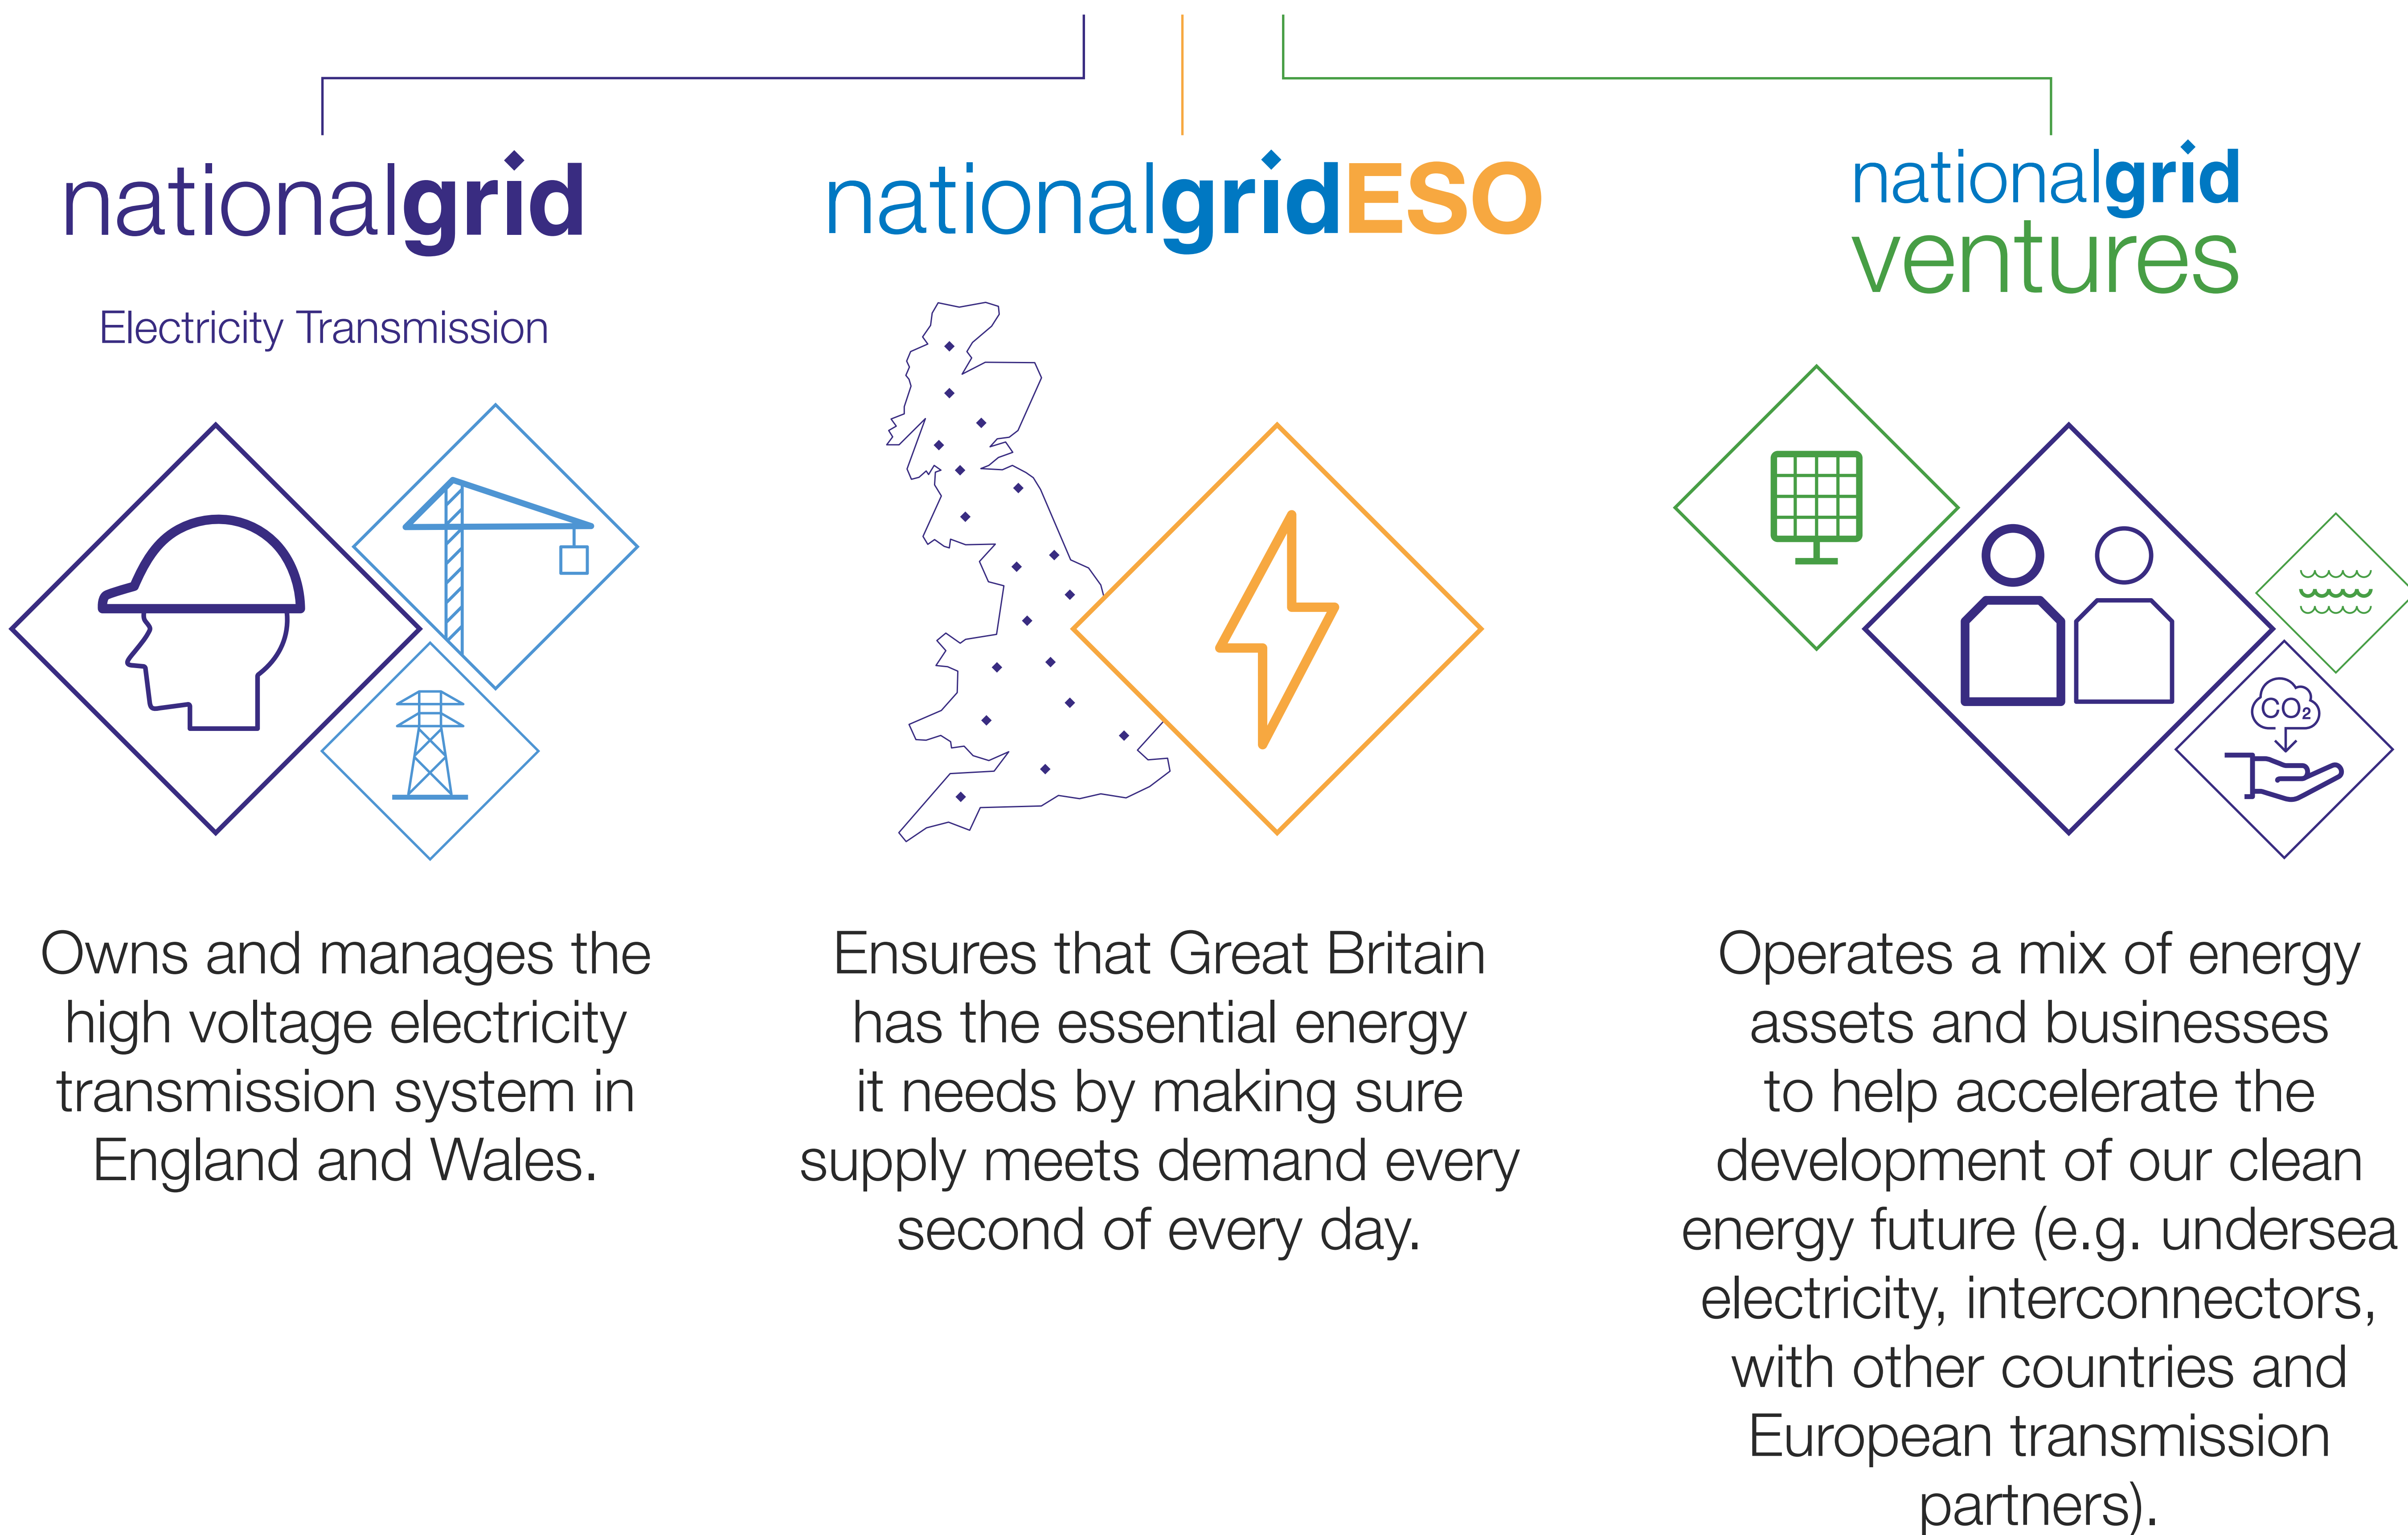 nationalgrid
Electricity Transmission
Owns and manages the
high voltage electricity
transmission system in
England and Wales.
nationalgridESO
Ensures that Great Britain
has the essential energy
it needs by making sure
supply meets demand every
second of every day.
nationalgrid
ventures
CO₂
Operates a mix of energy
assets and businesses
to help accelerate the
development of our clean
energy future (e.g. undersea
electricity, interconnectors,
with other countries and
European transmission
partners).